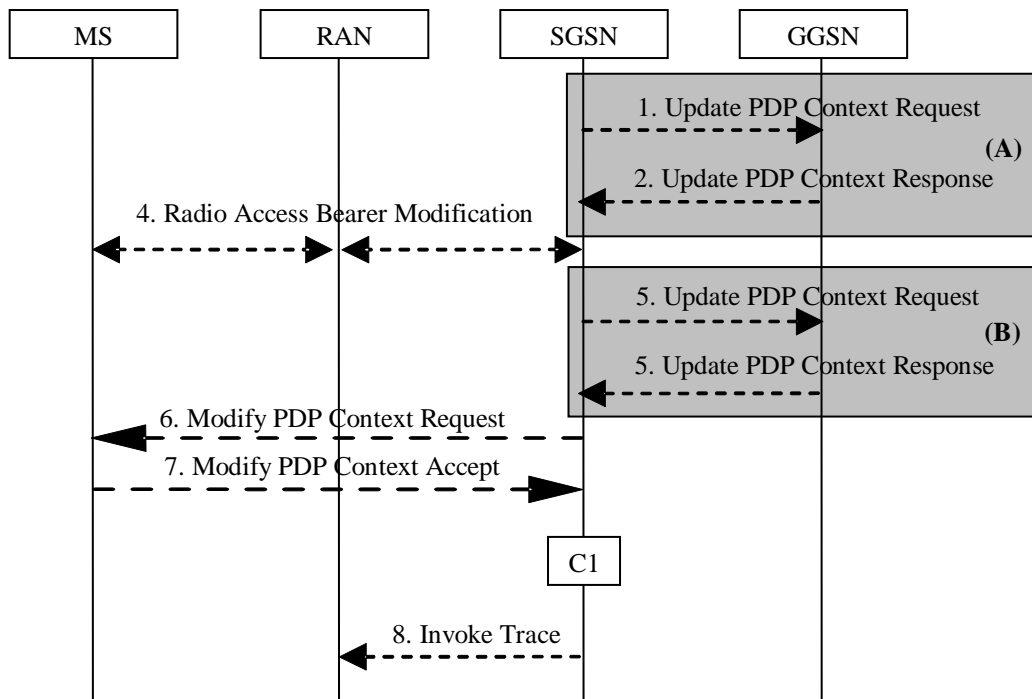 MS
RAN
SGSN
GGSN
1. Update PDP Context Request
(A)
2. Update PDP Context Response
4. Radio Access Bearer Modification
5. Update PDP Context Request
(B)
5. Update PDP Context Response
6. Modify PDP Context Request
7. Modify PDP Context Accept
C1
8. Invoke Trace